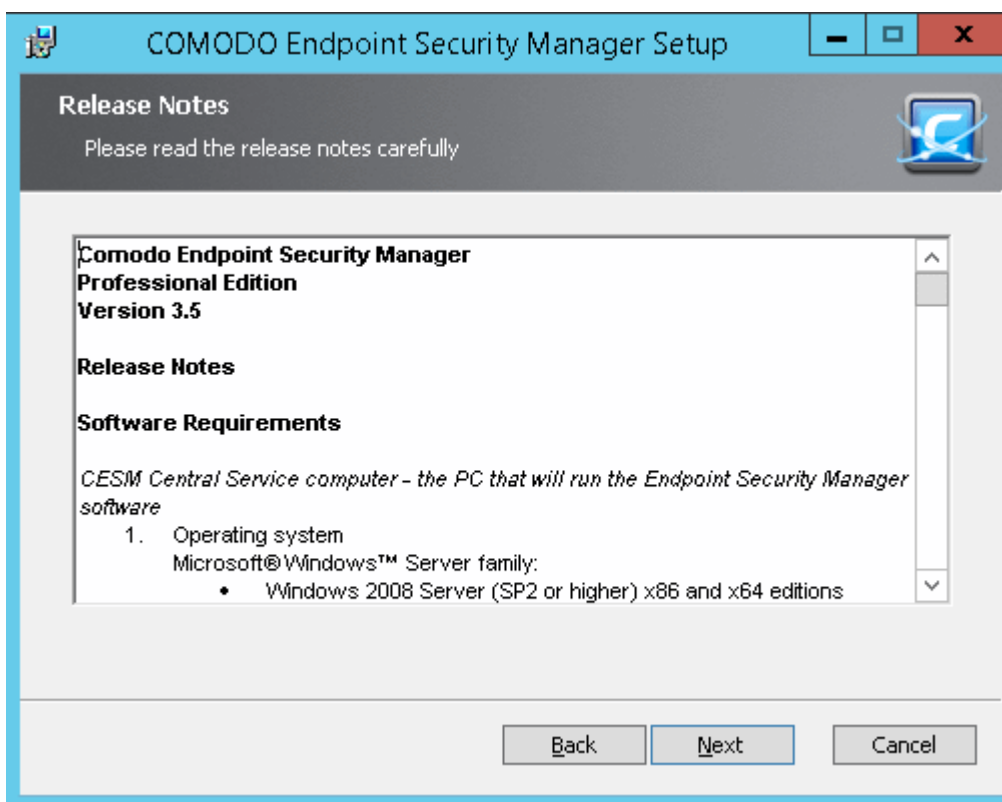 COMODO Endpoint Security Manager Setup
Release Notes
Please read the release notes carefully
Comodo Endpoint Security Manager
Professional Edition
Version 3.5
Release Notes
Software Requirements
CESM Central Service computer - the PC that will run the Endpoint Security Manager
software
1. Operating system
Microsoft® Windows™ Server family:
• Windows 2008 Server (SP2 or higher) x86 and x64 editions
Back Next Cancel